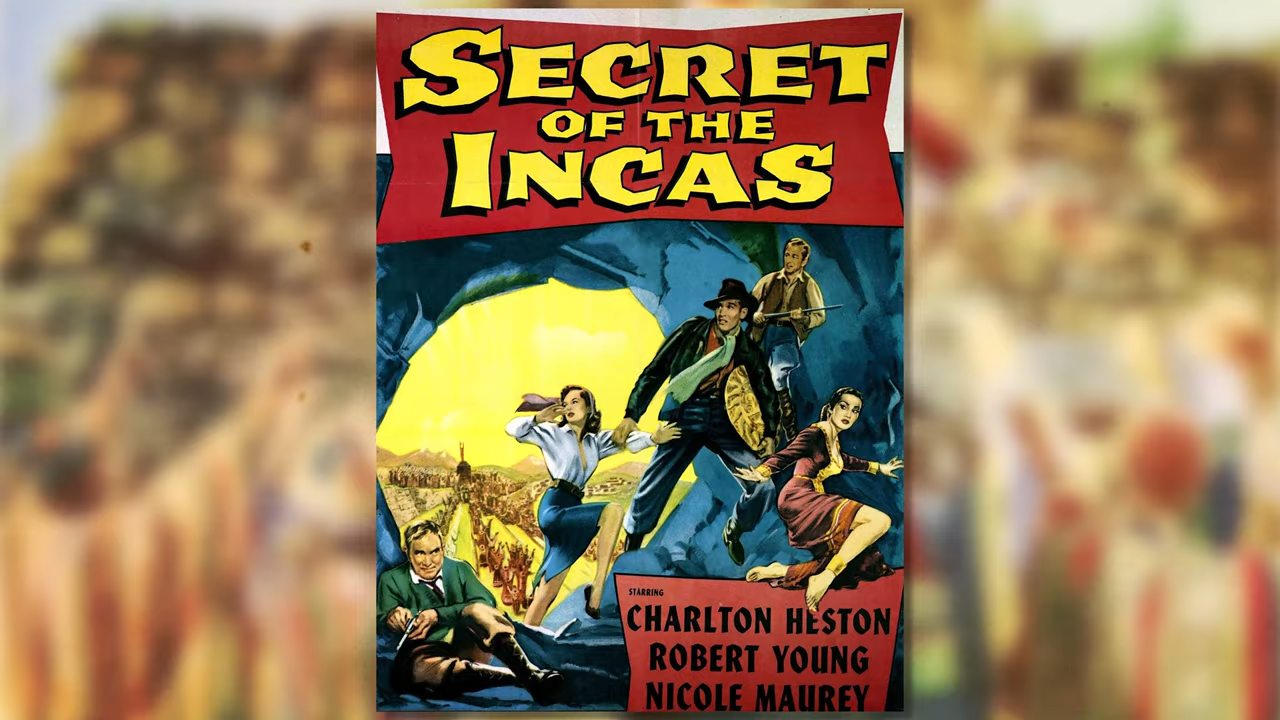 SECRET
OF THE
INCAS
STARRING
CHARLTON HESTON
ROBERT YOUNG
NICOLE MAUREY